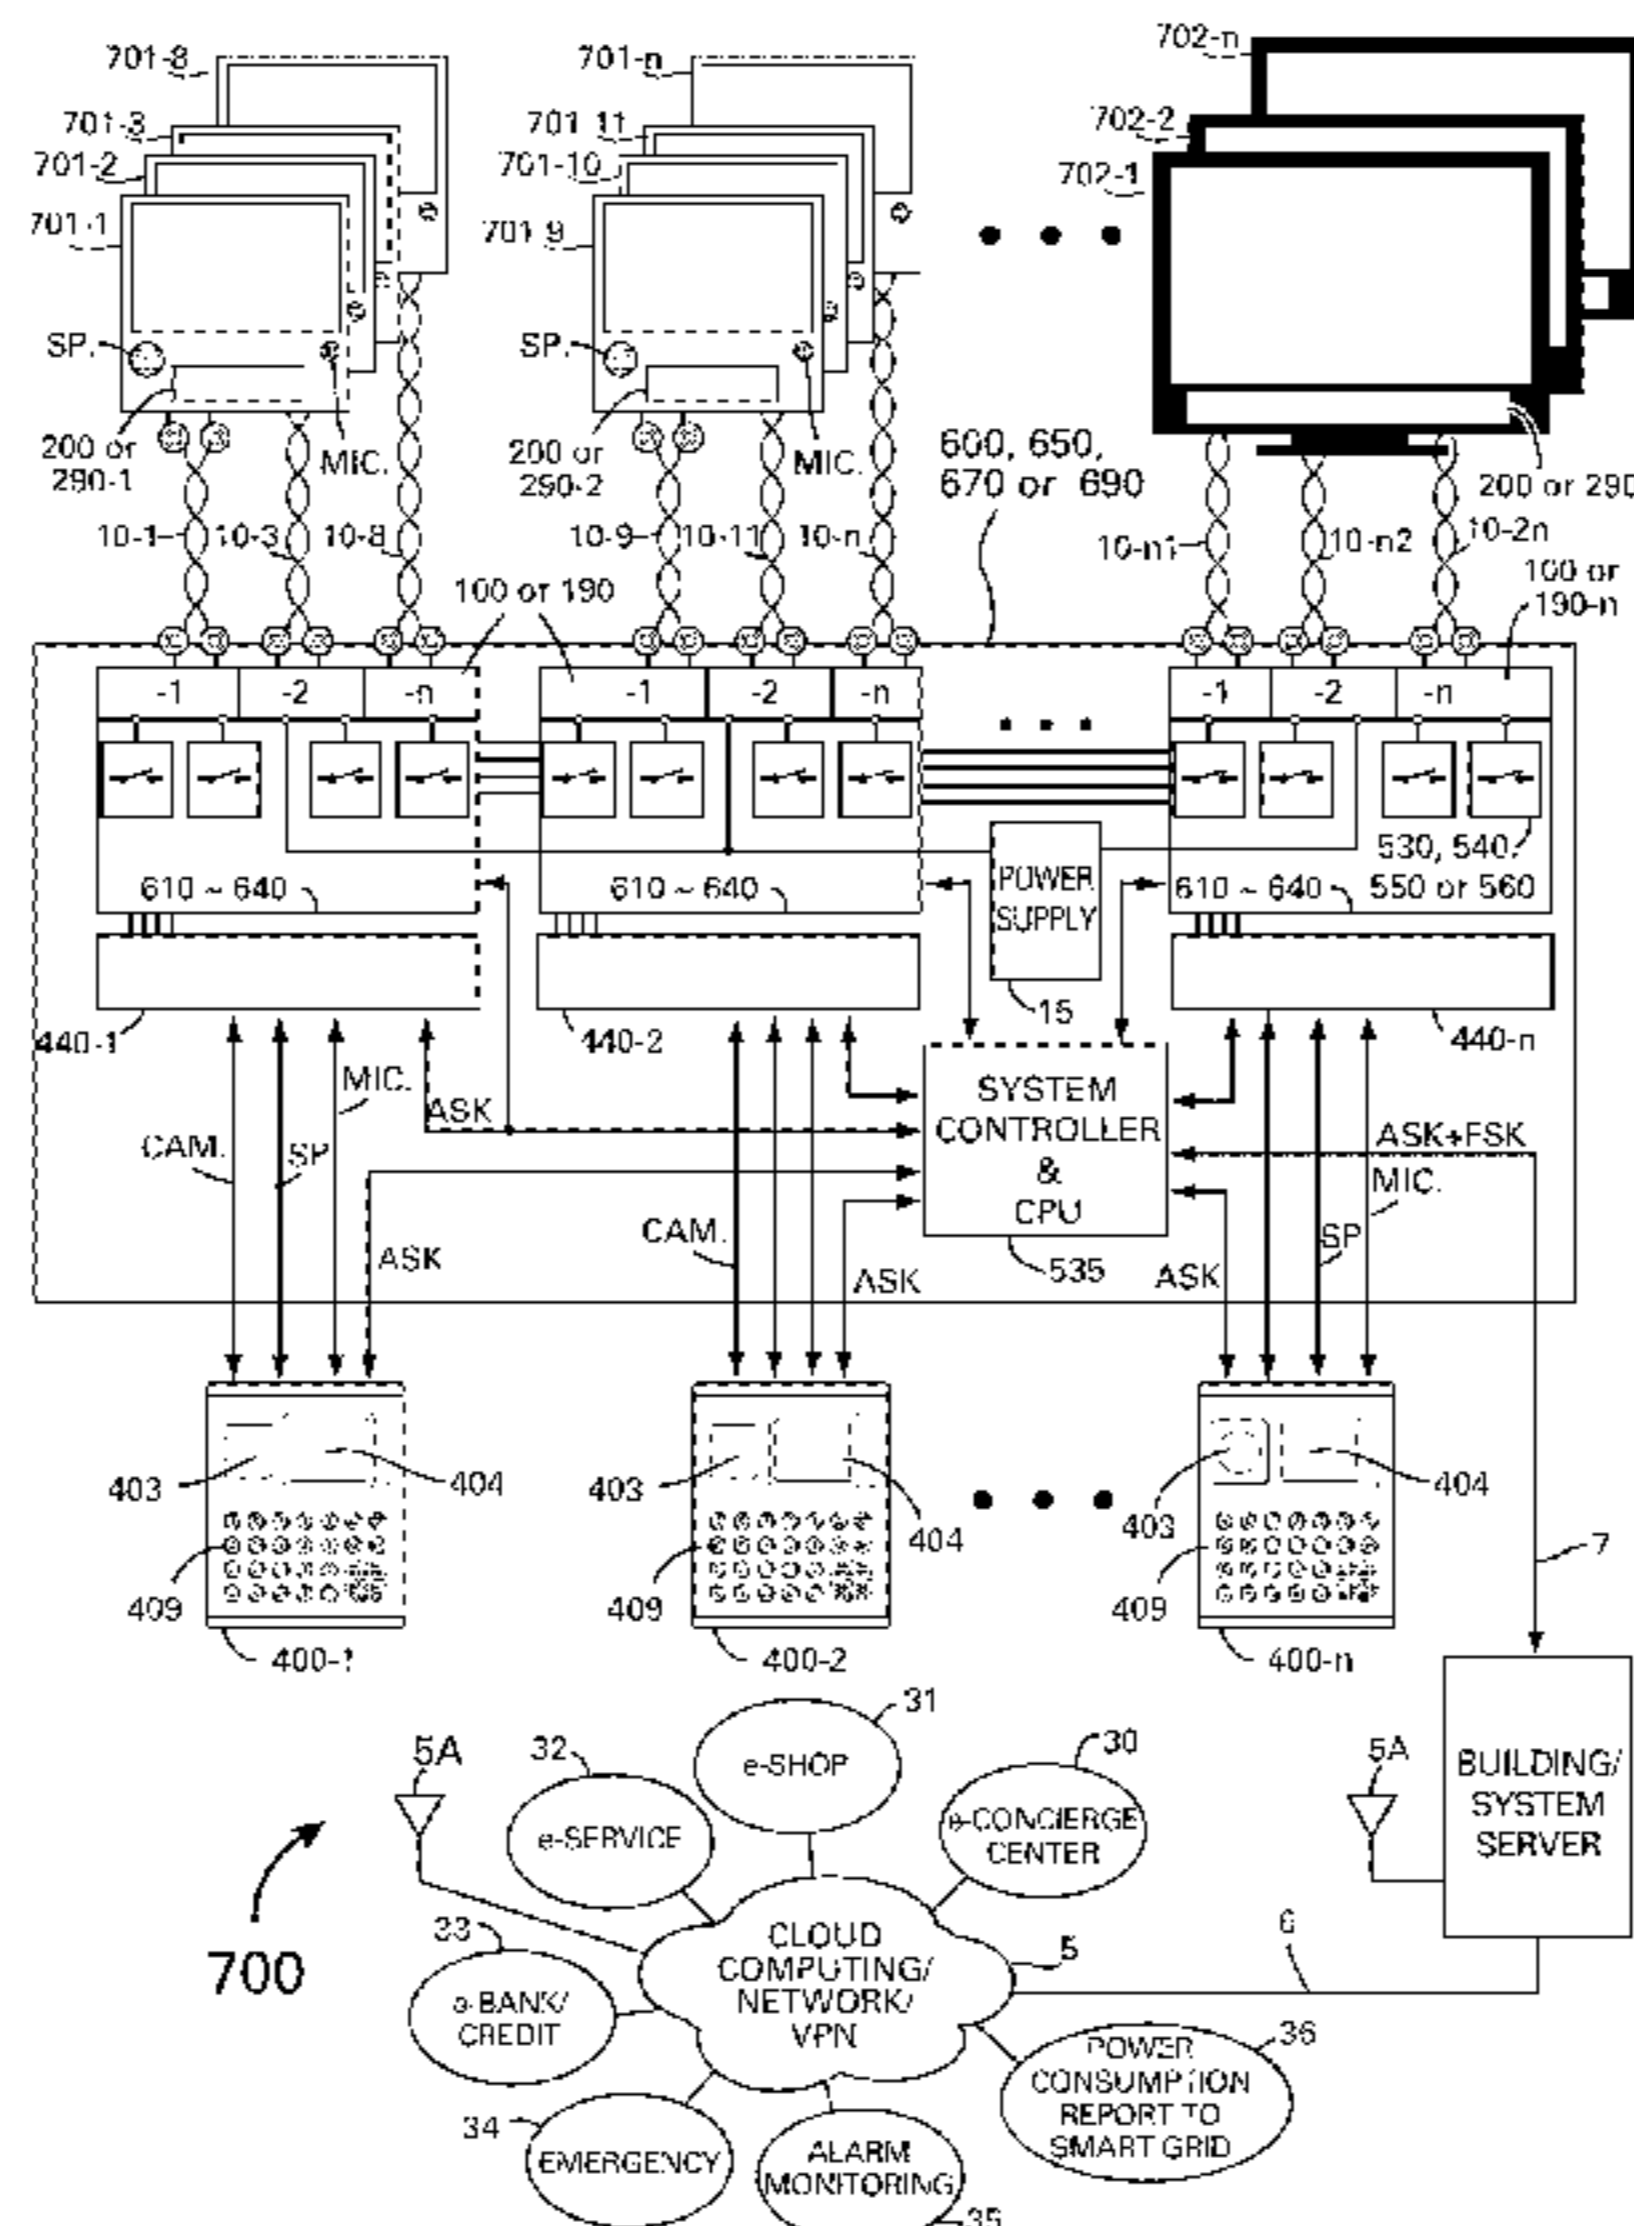 701-8
701-n
702-n
701-3
701-11
702-2
701-2
701-10
702-1
701-1
701-9
SP.
SP.
200 or
290-1
MIC.
200 or
290-2
MIC.
600, 650,
670 or 690
200 or 290
10-1
10-3
10-8
10-9
10-11
10-n
10-n1
10-n2
10-2n
100 or 190
100 or
190-n
-1
-2
-n
-1
-2
-n
-1
-2
-n
530, 540,
550 or 560
610 ~ 640
610 ~ 640
POWER
SUPPLY
610 ~ 640
15
440-1
440-2
440-n
MIC.
ASK
CAM.
SP
SYSTEM
CONTROLLER
&
CPU
ASK+FSK
MIC.
CAM.
SP
ASK
ASK
535
ASK
403
404
403
404
403
404
409
409
409
7
400-1
400-2
400-n
31
5A
32
e-SHOP
30
5A
BUILDING/
SYSTEM
SERVER
e-SERVICE
e-CONCIERGE
CENTER
700
33
CLOUD
COMPUTING/
NETWORK/
VPN
5
6
e-BANK/
CREDIT
36
POWER
CONSUMPTION
REPORT TO
SMART GRID
34
EMERGENCY
ALARM
MONITORING
35